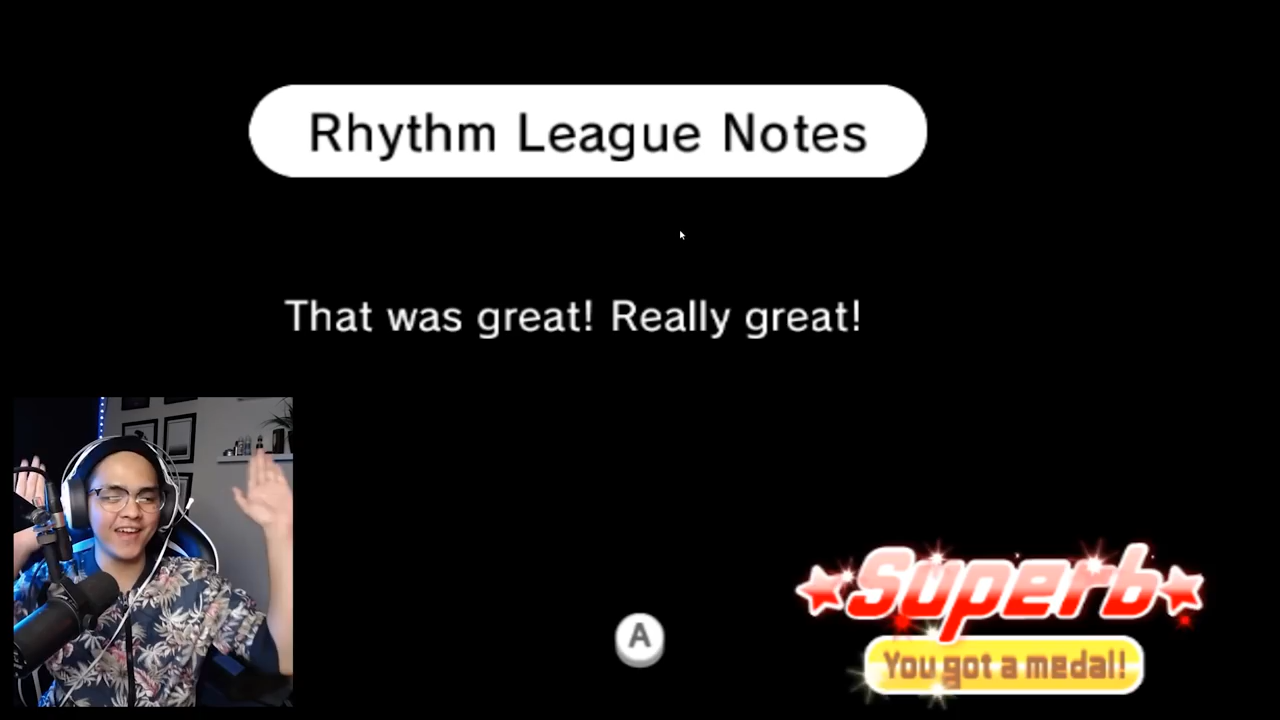 Rhythm League Notes
That was great! Really great!
A
Superb
You got a medal!